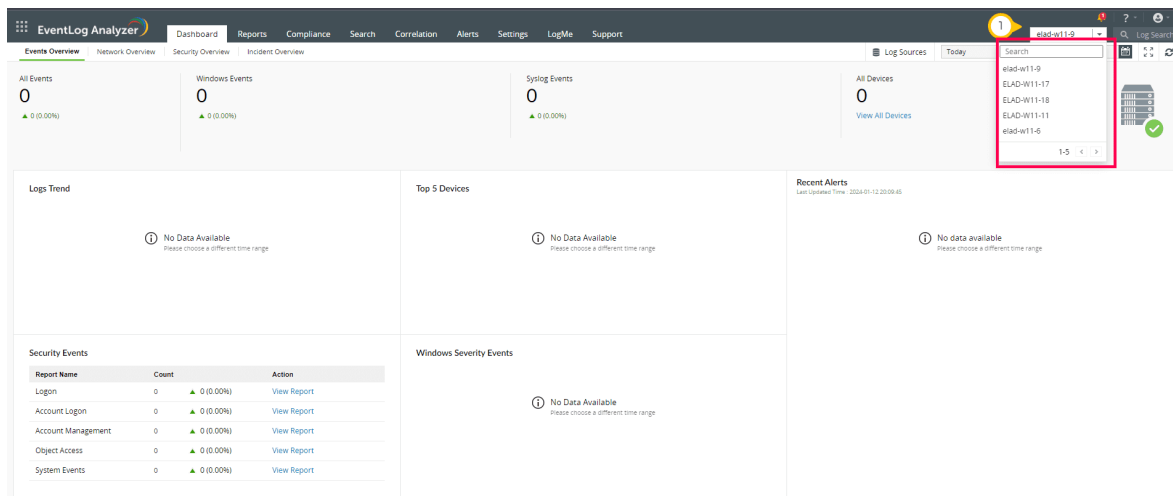 EventLog Analyzer
Dashboard Reports Compliance Search Correlation Alerts Settings LogMe Support
1
elad-w11-9
? Log Search
Events Overview Network Overview Security Overview Incident Overview
Log Sources Today
Search
elad-w11-9
ELAD-W11-17
ELAD-W11-18
ELAD-W11-11
elad-w11-6
1-5 < >
All Events Windows Events Syslog Events All Devices
0 0 0 0
0 (0.00%) 0 (0.00%) 0 (0.00%) View All Devices
Logs Trend
No Data Available
Please choose a different time range
Top 5 Devices
No Data Available
Please choose a different time range
Recent Alerts
Last Updated Time : 2024-01-12 20:09:45
No data available
Please choose a different time range
Security Events
Report Name Count Action
Logon 0 0 (0.00%) View Report
Account Logon 0 0 (0.00%) View Report
Account Management 0 0 (0.00%) View Report
Object Access 0 0 (0.00%) View Report
System Events 0 0 (0.00%) View Report
Windows Severity Events
No Data Available
Please choose a different time range